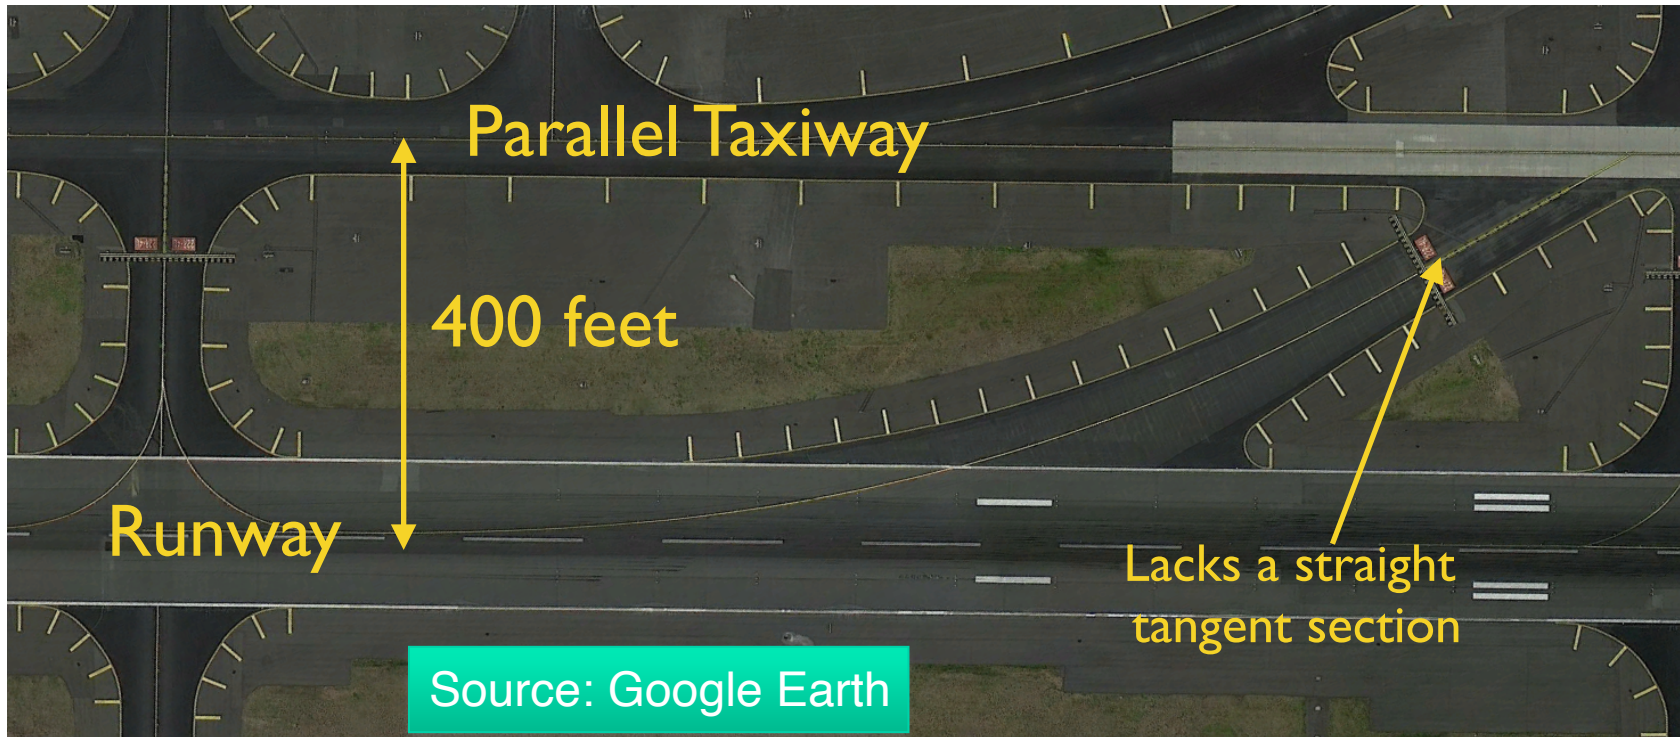 Parallel Taxiway
400 feet
Runway
Lacks a straight
tangent section
Source: Google Earth